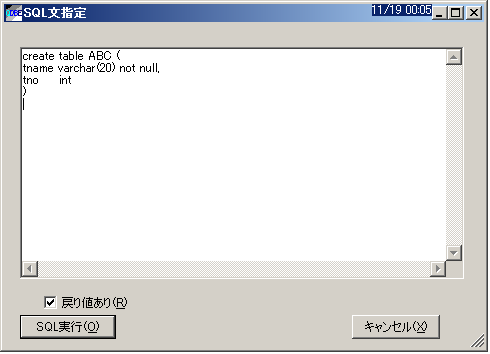 SQL文指定
11/19 00:05
create table ABC (
tname varchar(20) not null,
tno int
)
戻り値あり(R)
SQL実行(O)
キャンセル(X)